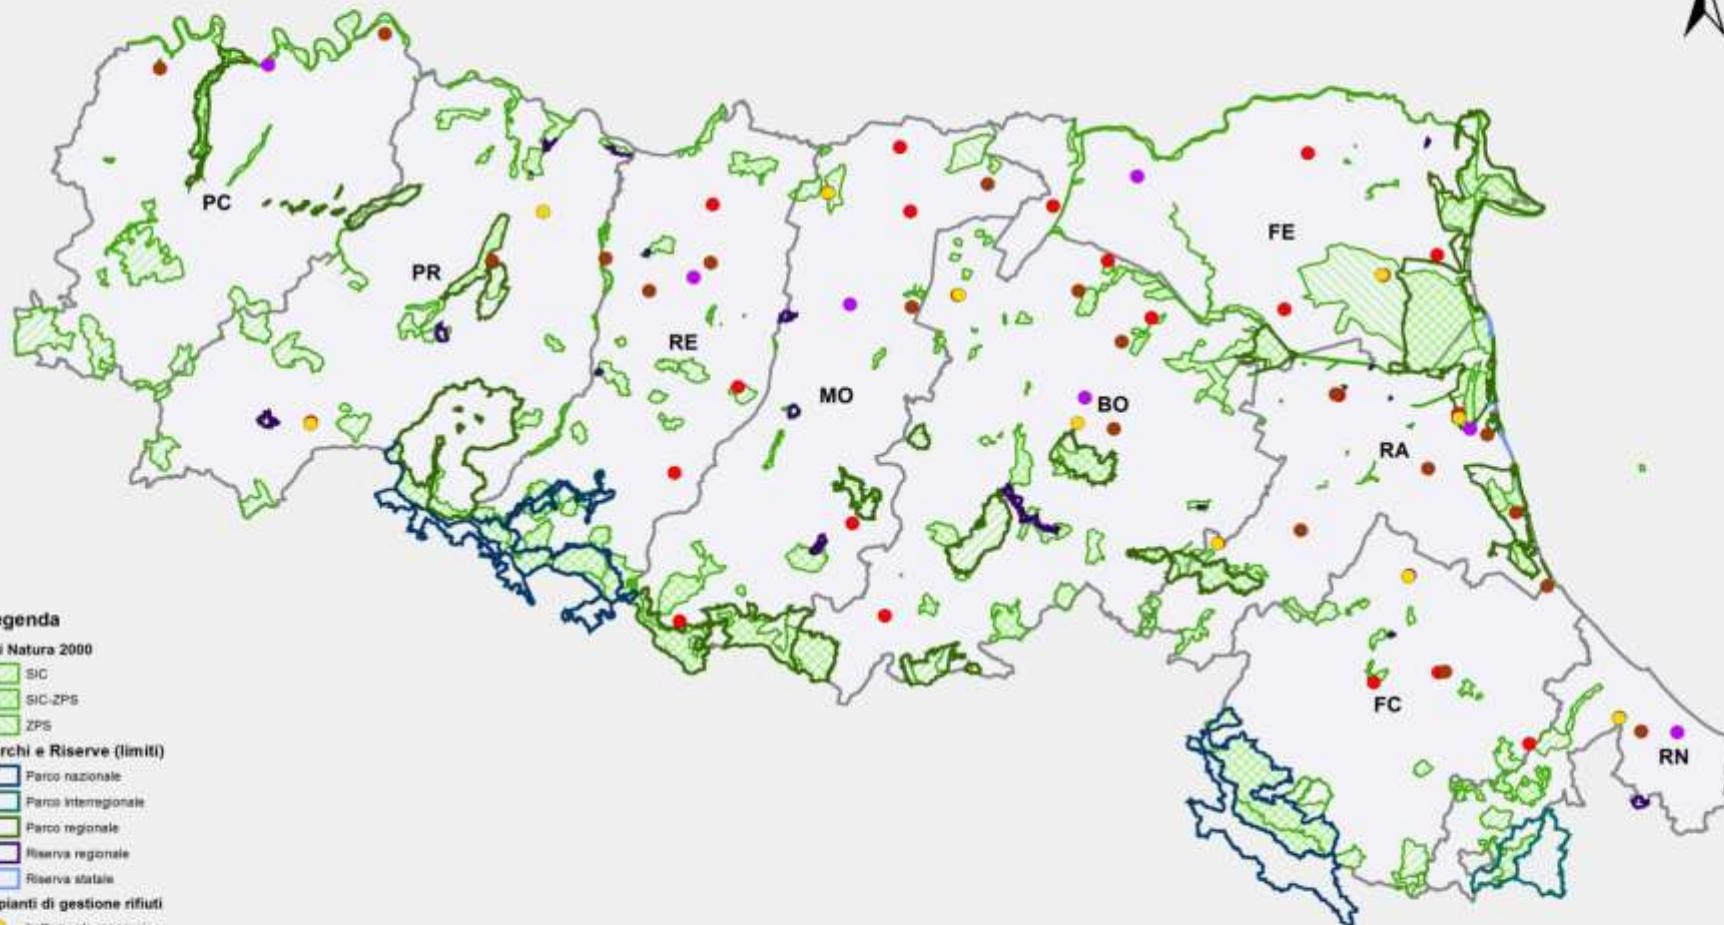 PC
PR
RE
MO
BO
FE
RA
FC
RN
egenda
i Natura 2000
SIC
SIC-ZPS
ZPS
rchi e Riserve (limiti)
Parco nazionale
Parco interregionale
Parco regionale
Riserva regionale
Riserva statale
pianti di gestione rifiuti